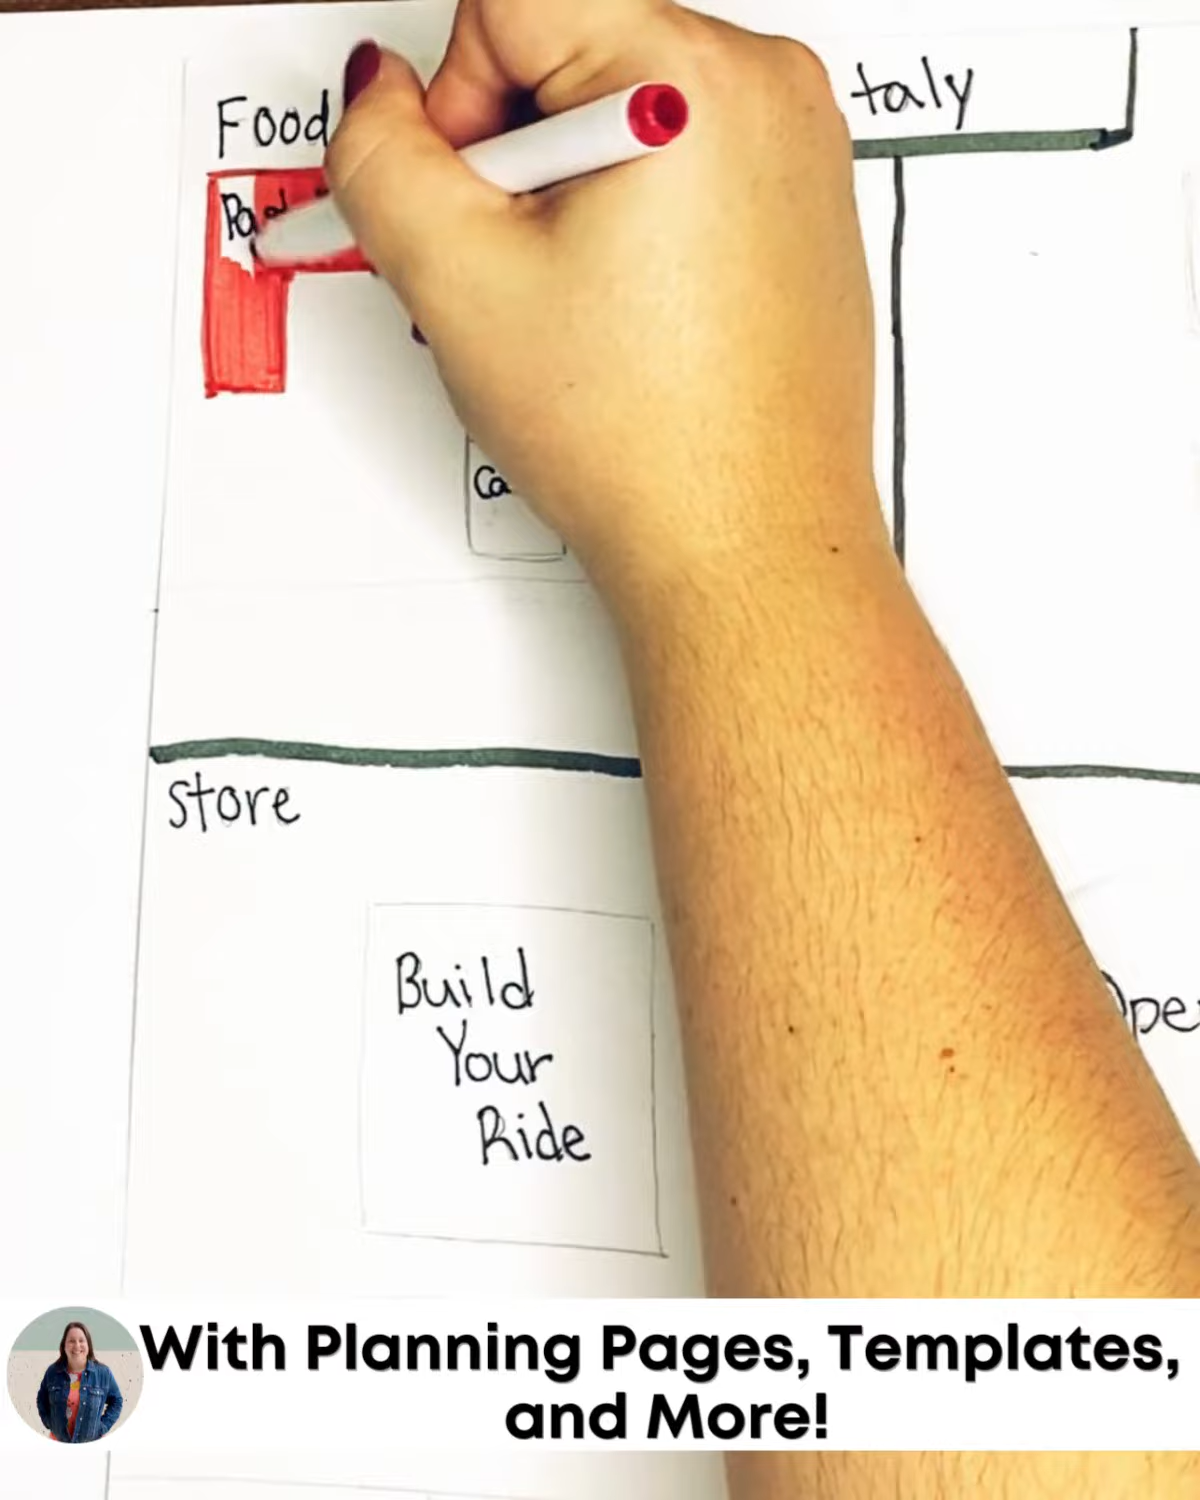 Food
taly
store
Build
Your
Ride
With Planning Pages, Templates,
and More!